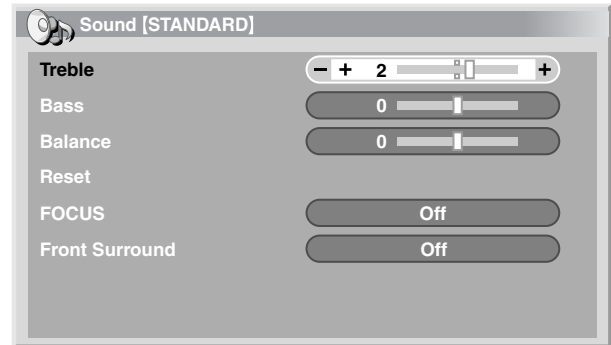 Sound [STANDARD]
Treble − + 2 +
Bass 0
Balance 0
Reset
FOCUS Off
Front Surround Off